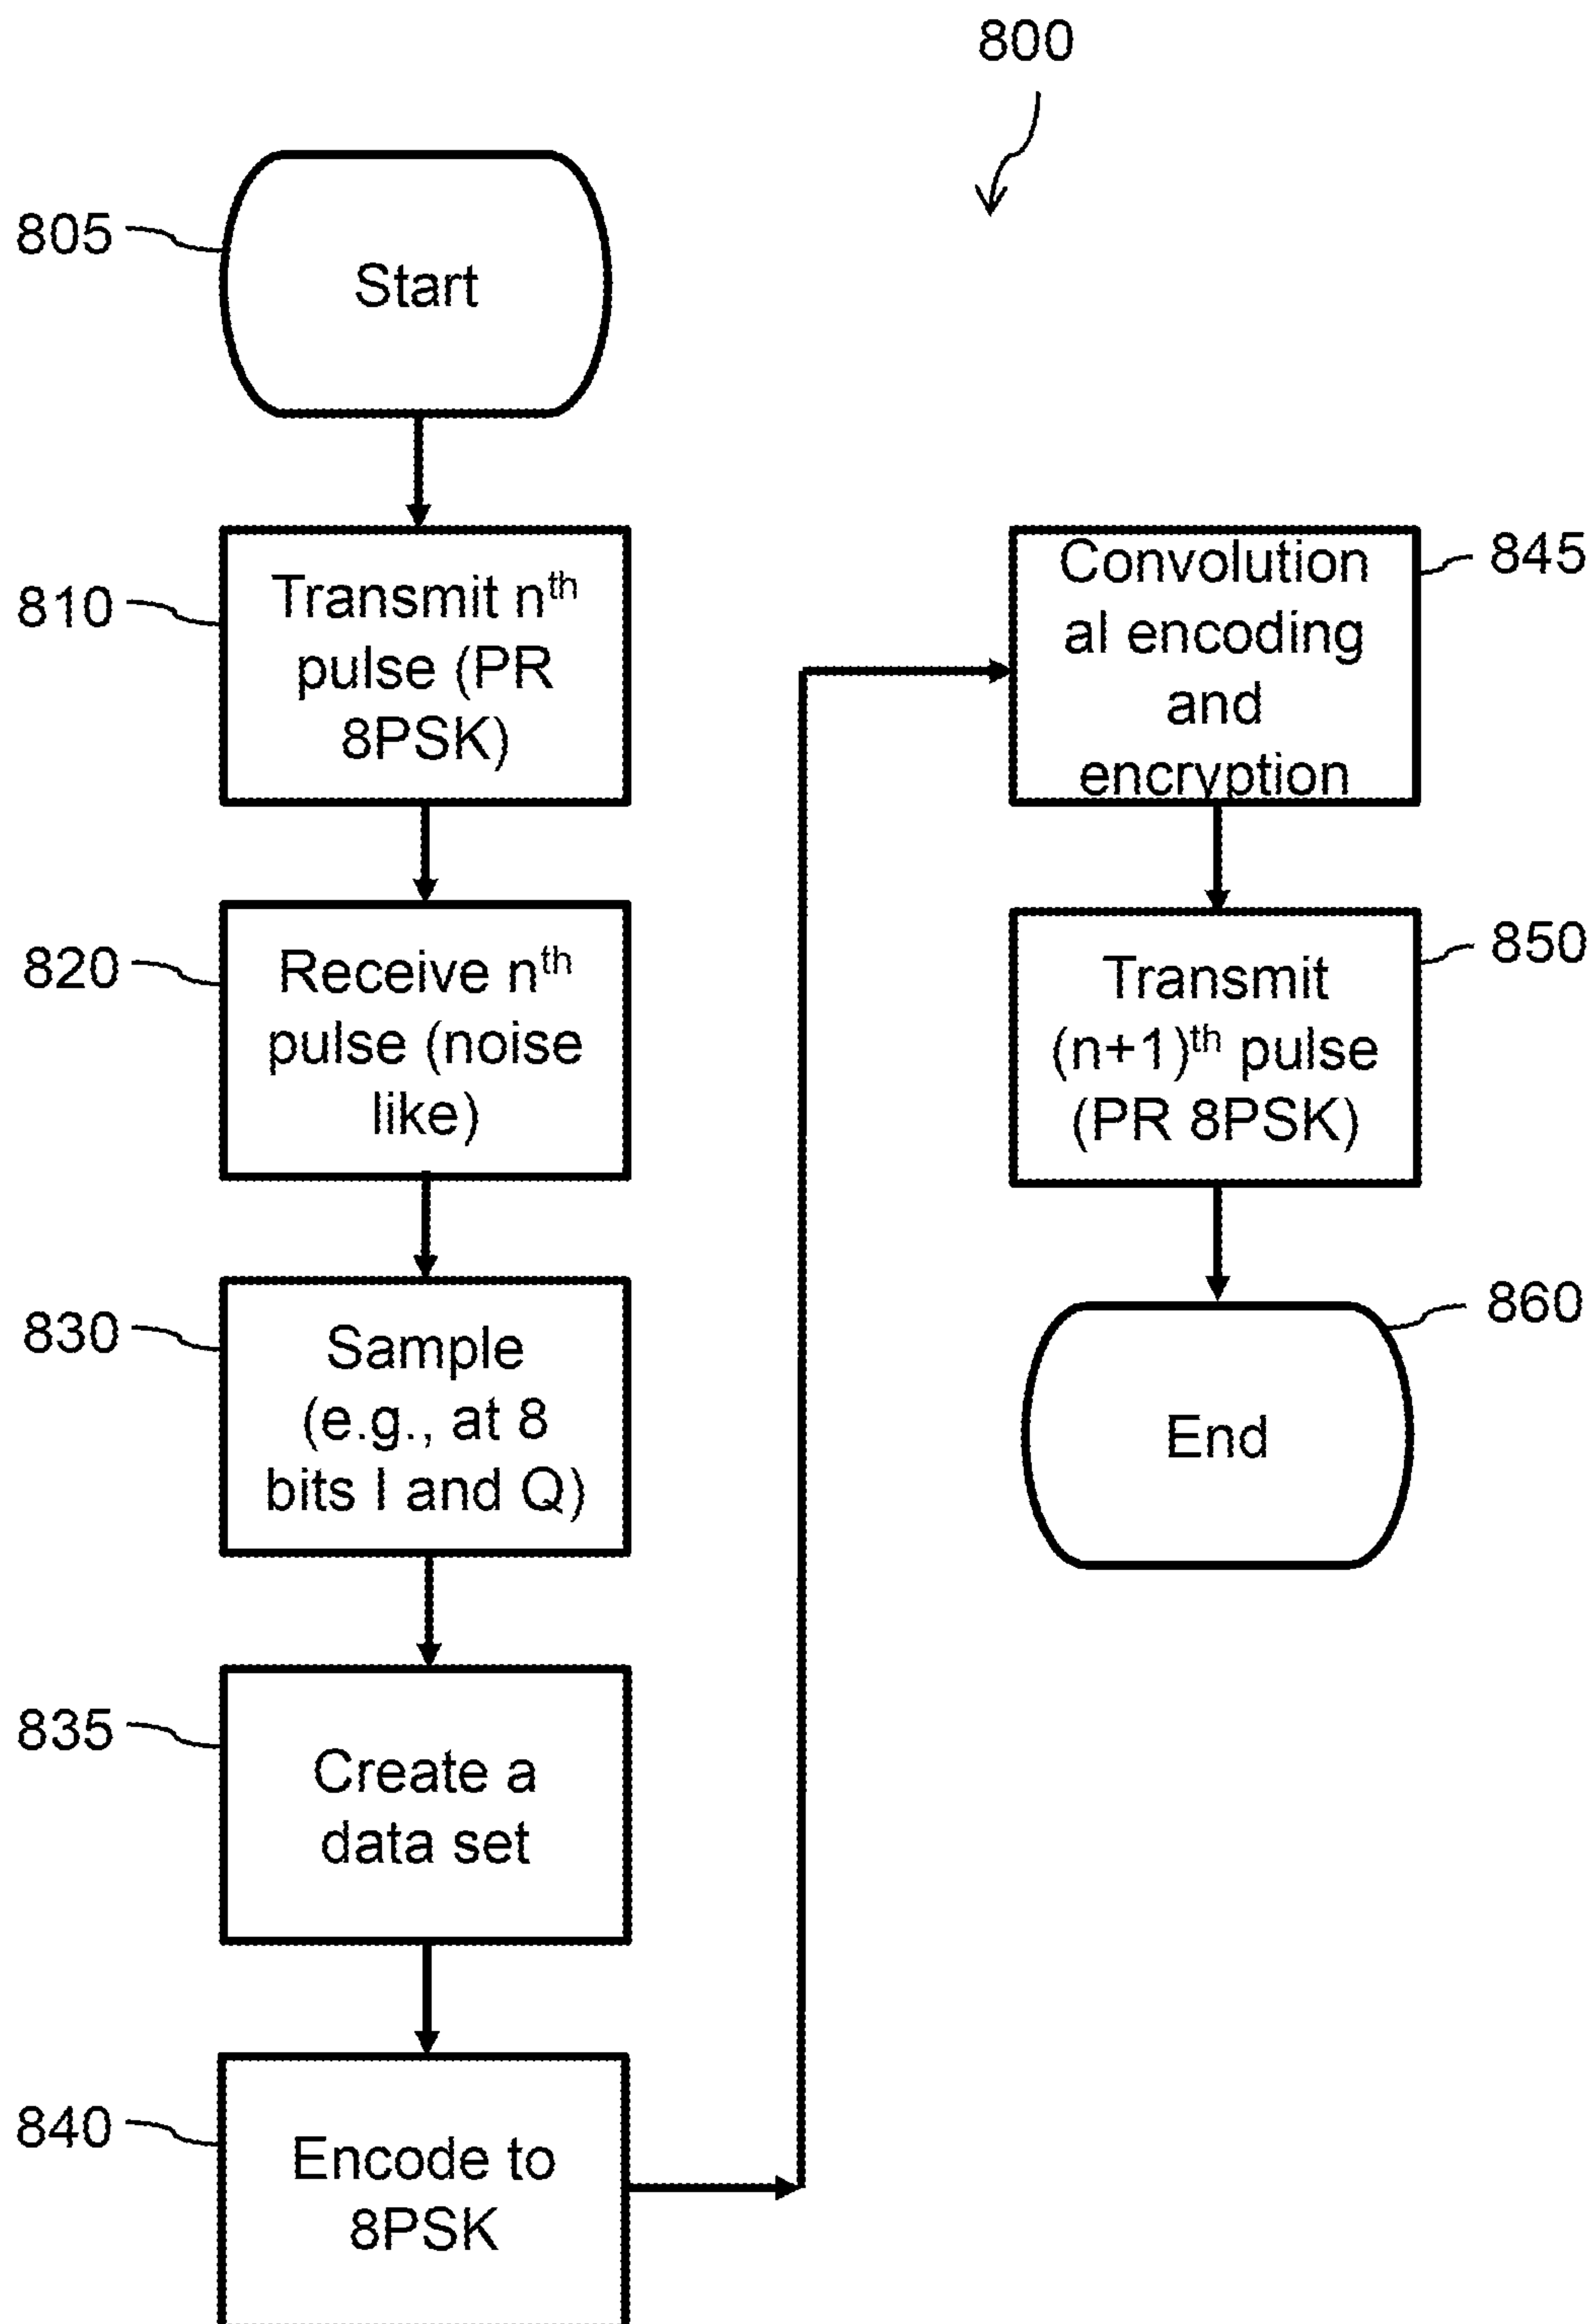 800
805
Start
810
Transmit nth
pulse (PR
8PSK)
820
Receive nth
pulse (noise
like)
830
Sample
(e.g., at 8
bits I and Q)
835
Create a
data set
840
Encode to
8PSK
845
Convolution
al encoding
and
encryption
850
Transmit
(n+1)th pulse
(PR 8PSK)
860
End